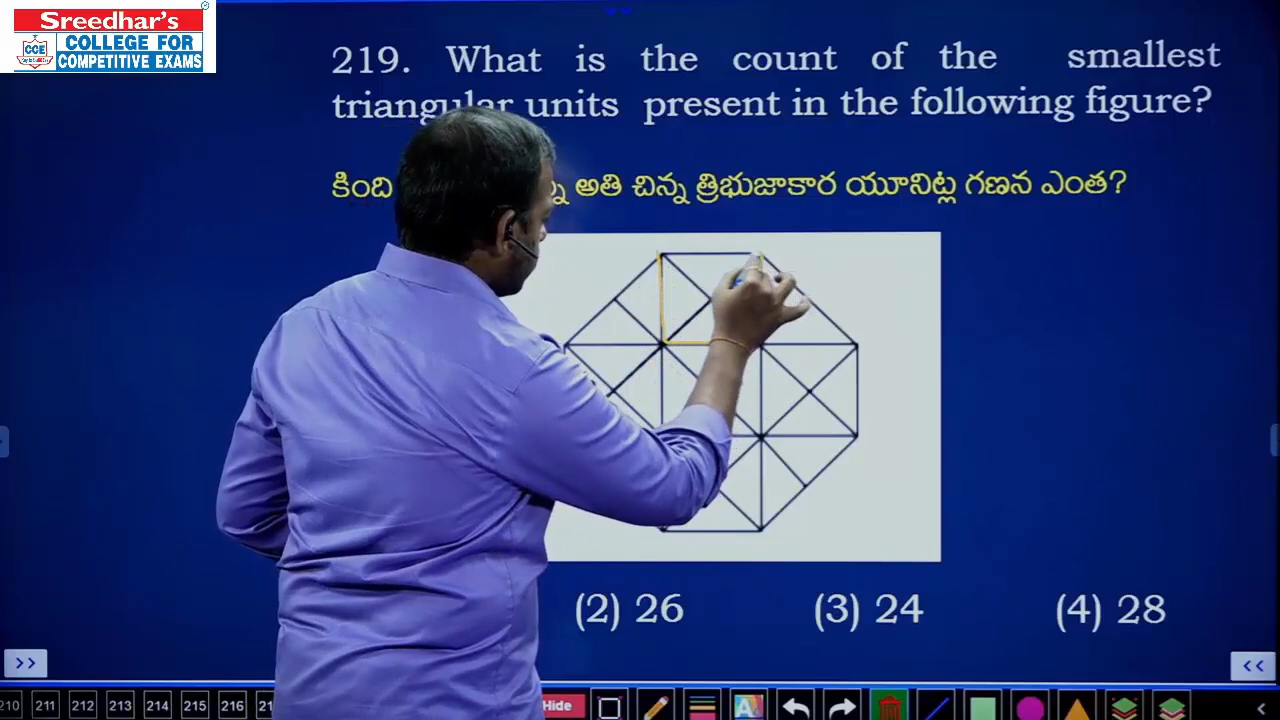 Sreedhar's
CCE
COLLEGE FOR
COMPETITIVE EXAMS
219. What is the count of the smallest
triangular units present in the following figure?
కింది అతి చిన్న త్రిభుజాకార యూనిట్ల గణన ఎంత?
(2) 26 (3) 24 (4) 28
>> <<
210 211 212 213 214 215 216 Hide